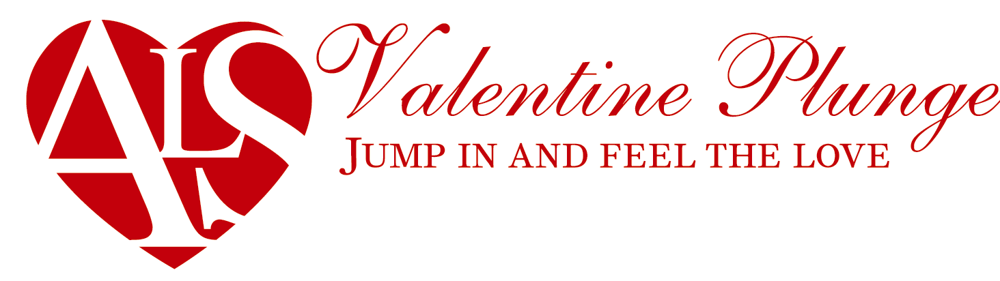 ALS
Valentine Plunge
JUMP IN AND FEEL THE LOVE